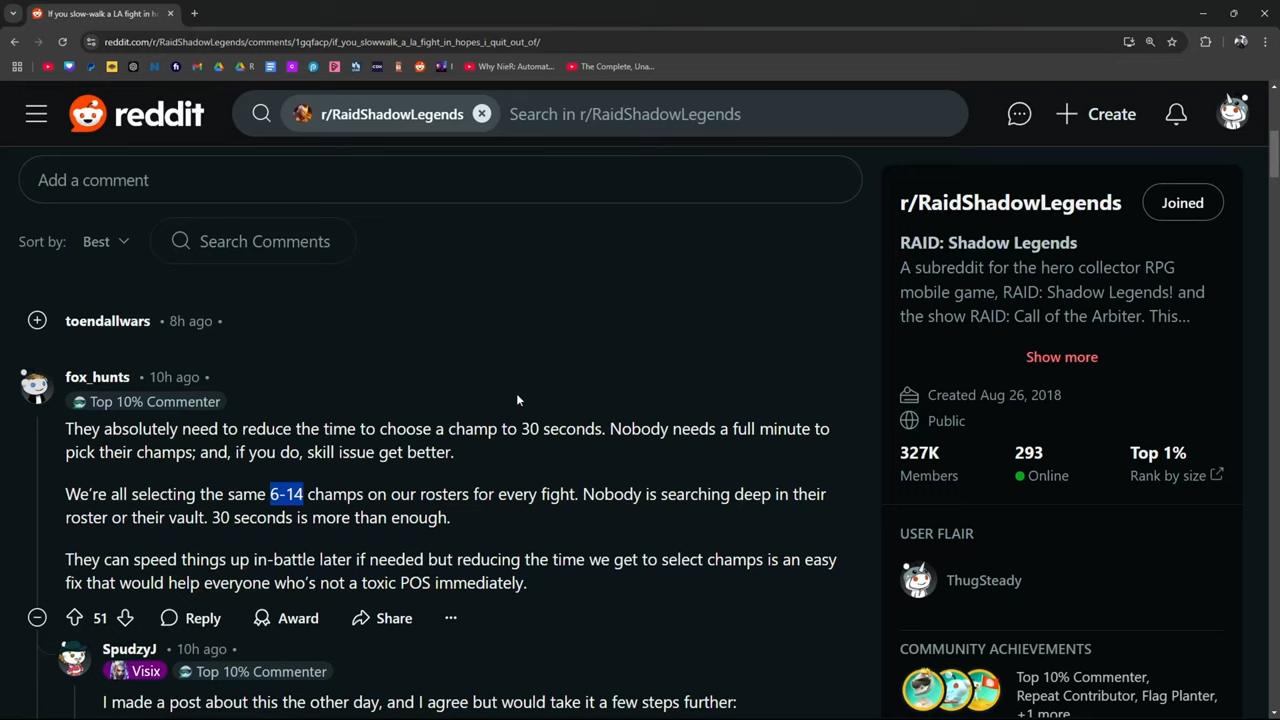 If you slow-walk a LA fight in h
reddit.com/r/RaidShadowLegends/comments/1gqfacp/if_you_slowwalk_a_la_fight_in_hopes_i_quit_out_of/
Why NieR: Automat...
The Complete, Una...
reddit
r/RaidShadowLegends
Search in r/RaidShadowLegends
Create
Add a comment
Sort by:
Best
Search Comments
toendallwars • 8h ago •
fox_hunts • 10h ago •
Top 10% Commenter
They absolutely need to reduce the time to choose a champ to 30 seconds. Nobody needs a full minute to
pick their champs; and, if you do, skill issue get better.
We're all selecting the same 6-14 champs on our rosters for every fight. Nobody is searching deep in their
roster or their vault. 30 seconds is more than enough.
They can speed things up in-battle later if needed but reducing the time we get to select champs is an easy
fix that would help everyone who's not a toxic POS immediately.
51
Reply
Award
Share
SpudzyJ • 10h ago •
Visix
Top 10% Commenter
I made a post about this the other day, and I agree but would take it a few steps further:
r/RaidShadowLegends
Joined
RAID: Shadow Legends
A subreddit for the hero collector RPG
mobile game, RAID: Shadow Legends! and
the show RAID: Call of the Arbiter. This...
Show more
Created Aug 26, 2018
Public
327K
293
Top 1%
Members
Online
Rank by size
USER FLAIR
ThugSteady
COMMUNITY ACHIEVEMENTS
Top 10% Commenter,
Repeat Contributor, Flag Planter,
+1 more